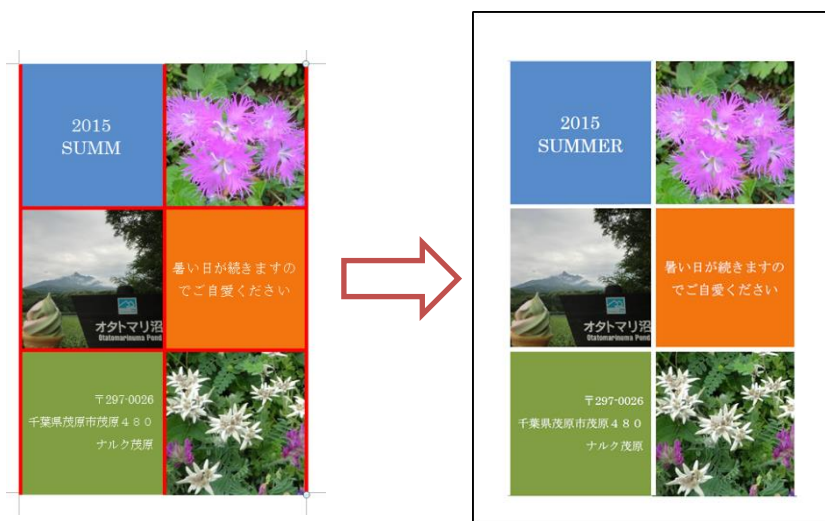 2015
SUMM
暑い日が続きますの
でご自愛ください
オタトマリ沼
Otatomarinuma Pond
〒297-0026
千葉県茂原市茂原480
ナルク茂原
2015
SUMMER
暑い日が続きますの
でご自愛ください
オタトマリ沼
Otatomarinuma Pond
〒297-0026
千葉県茂原市茂原480
ナルク茂原